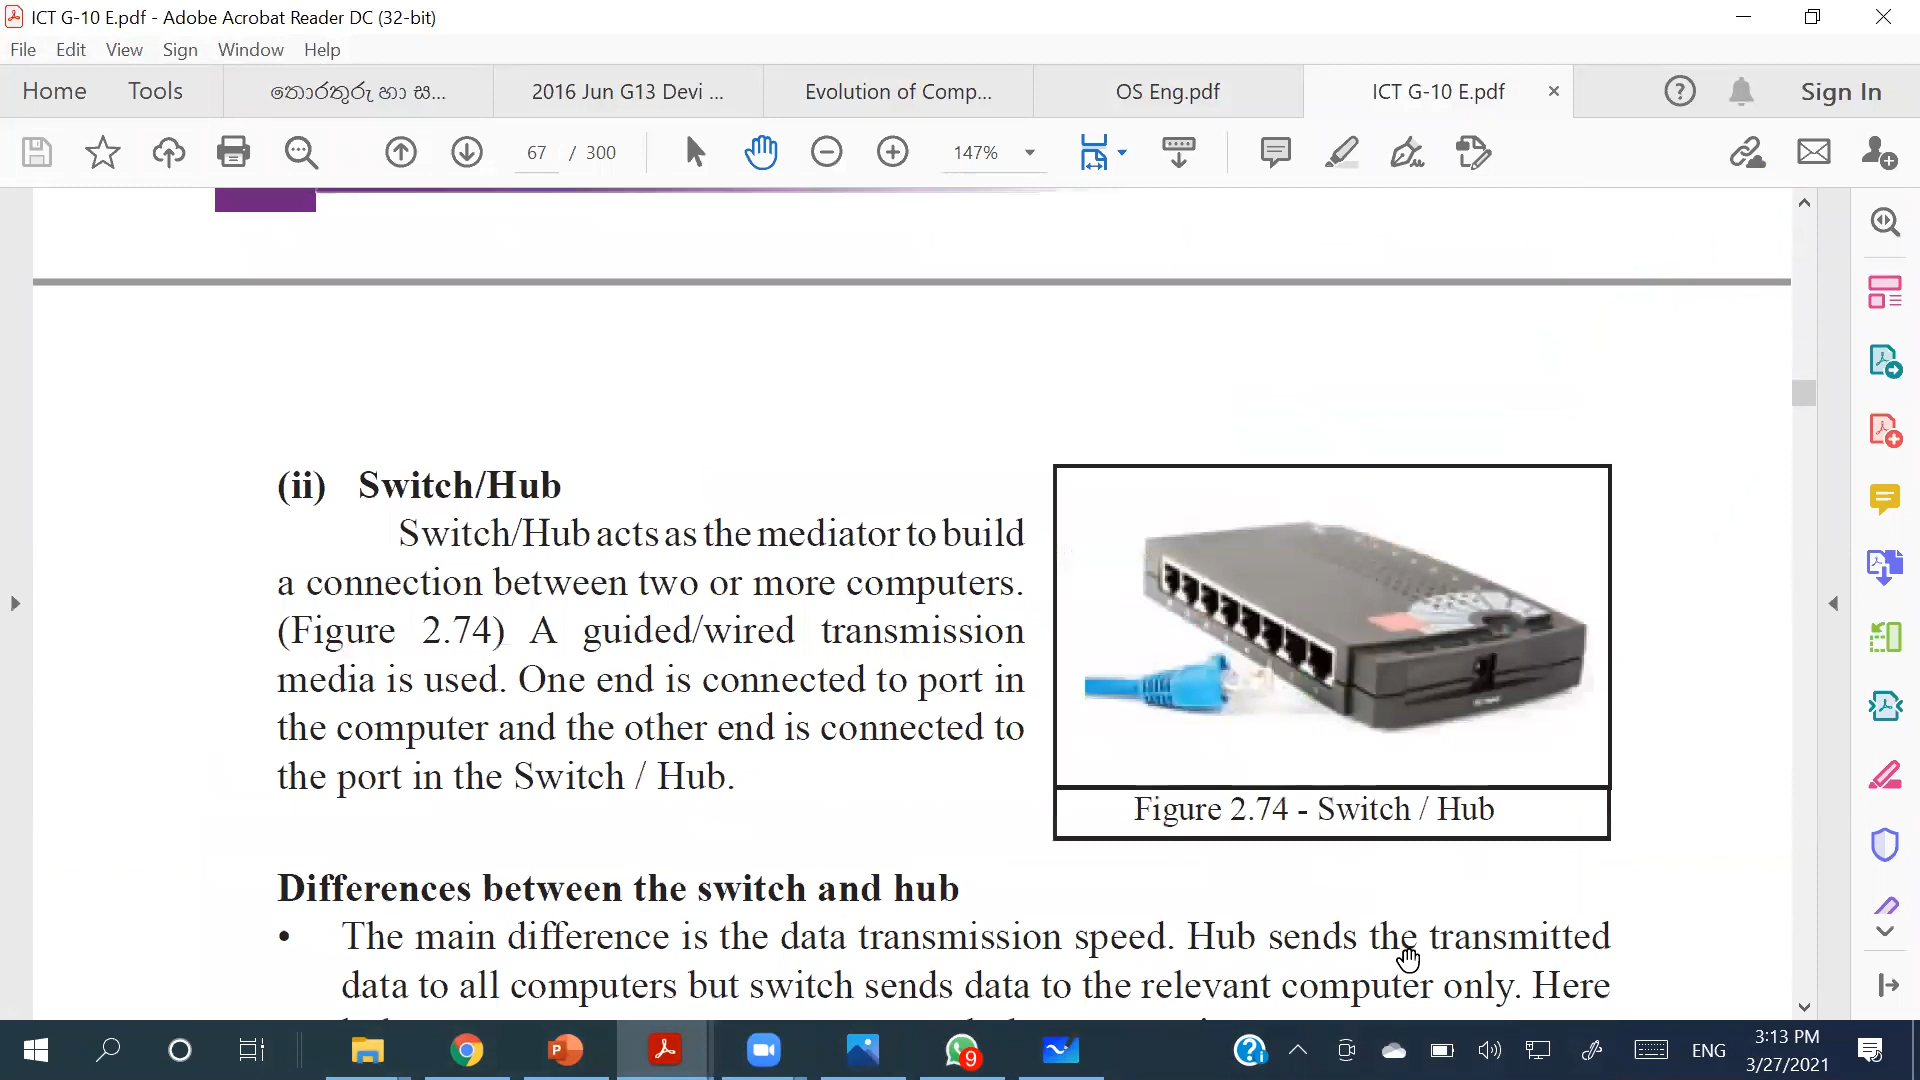 ICT G-10 E.pdf - Adobe Acrobat Reader DC (32-bit)
File Edit View Sign Window Help
Home Tools තොරතුරු හා ස... 2016 Jun G13 Devi ... Evolution of Comp... OS Eng.pdf ICT G-10 E.pdf × Sign In
67 / 300 147%
(ii) Switch/Hub
Switch/Hub acts as the mediator to build
a connection between two or more computers.
(Figure 2.74) A guided/wired transmission
media is used. One end is connected to port in
the computer and the other end is connected to
the port in the Switch / Hub.
Figure 2.74 - Switch / Hub
Differences between the switch and hub
• The main difference is the data transmission speed. Hub sends the transmitted
data to all computers but switch sends data to the relevant computer only. Here
9
ENG
3:13 PM
3/27/2021